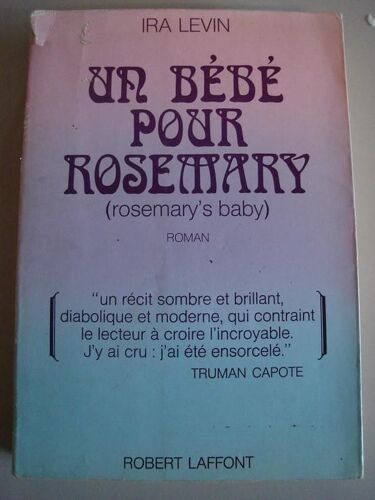 IRA LEVIN
UN BÉBÉ
POUR
ROSEMARY
(rosemary's baby)
ROMAN
"un récit sombre et brillant,
diabolique et moderne, qui contraint
le lecteur à croire l'incroyable.
J'y ai cru : j'ai été ensorcelé."
TRUMAN CAPOTE
ROBERT LAFFONT